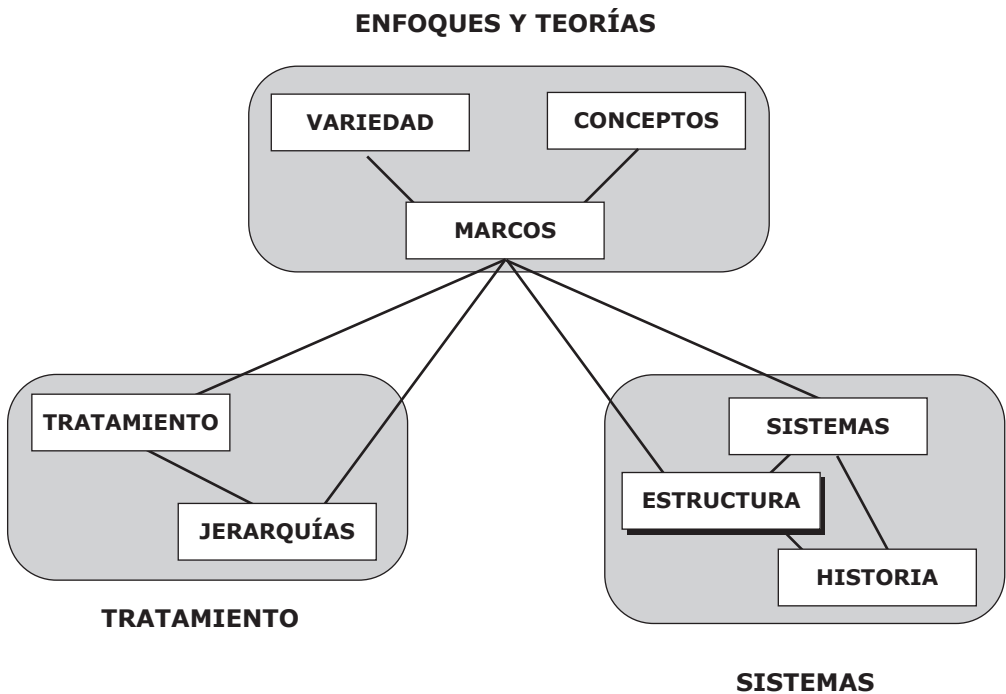 ENFOQUES Y TEORÍAS
VARIEDAD
CONCEPTOS
MARCOS
TRATAMIENTO
JERARQUÍAS
TRATAMIENTO
SISTEMAS
ESTRUCTURA
HISTORIA
SISTEMAS